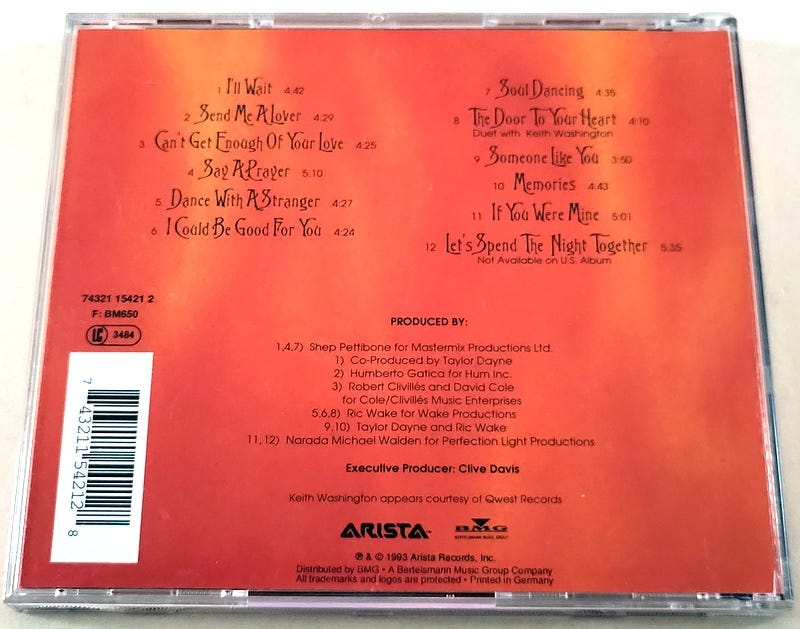 1 I'll Wait 4:42
2 Send Me A Lover 4:29
3 Can't Get Enough Of Your Love 4:25
4 Say A Prayer 5:10
5 Dance With A Stranger 4:27
6 I Could Be Good For You 4:24
7 Soul Dancing 4:35
8 The Door To Your Heart 4:10
Duet with Keith Washington
9 Someone Like You 3:50
10 Memories 4:43
11 If You Were Mine 5:01
12 Let's Spend The Night Together 5:35
Not Available on U.S. Album
74321 15421 2
F: BM650
LC 3484
7 43211 54212 8
PRODUCED BY:
1,4,7) Shep Pettibone for Mastermix Productions Ltd.
1) Co-Produced by Taylor Dayne
2) Humberto Gatica for Hum Inc.
3) Robert Clivillés and David Cole
for Cole/Clivillés Music Enterprises
5,6,8) Ric Wake for Wake Productions
9,10) Taylor Dayne and Ric Wake
11,12) Narada Michael Walden for Perfection Light Productions
Executive Producer: Clive Davis
Keith Washington appears courtesy of Qwest Records
ARISTA
BMG
BERTELSMANN MUSIC GROUP
℗ & © 1993 Arista Records, Inc.
Distributed by BMG • A Bertelsmann Music Group Company
All trademarks and logos are protected • Printed in Germany